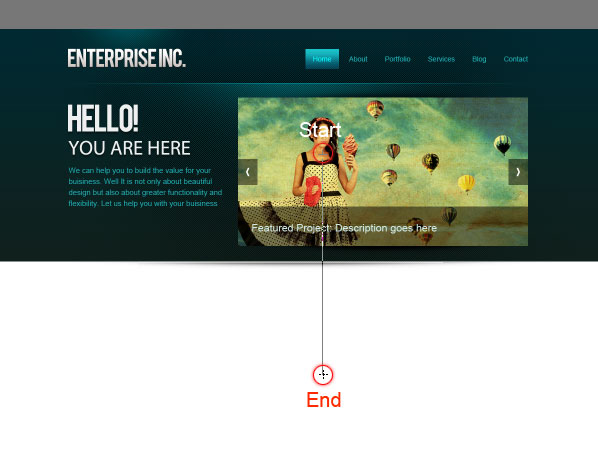 ENTERPRISE INC.
Home About Portfolio Services Blog Contact
HELLO!
YOU ARE HERE
We can help you to build the value for your
buisiness. Well It is not only about beautiful
design but also about greater functionality and
flexibility. Let us help you with your buisiness
Start
Featured Project: Description goes here
End